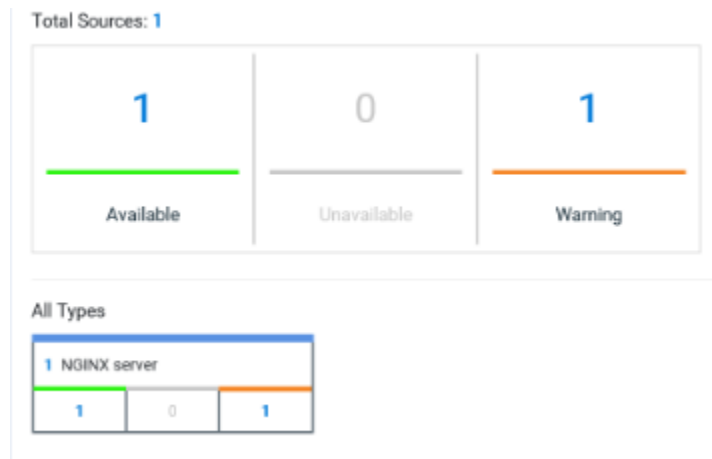 Total Sources: 1
1 0 1
Available Unavailable Warning
All Types
1 NGINX server
1 0 1